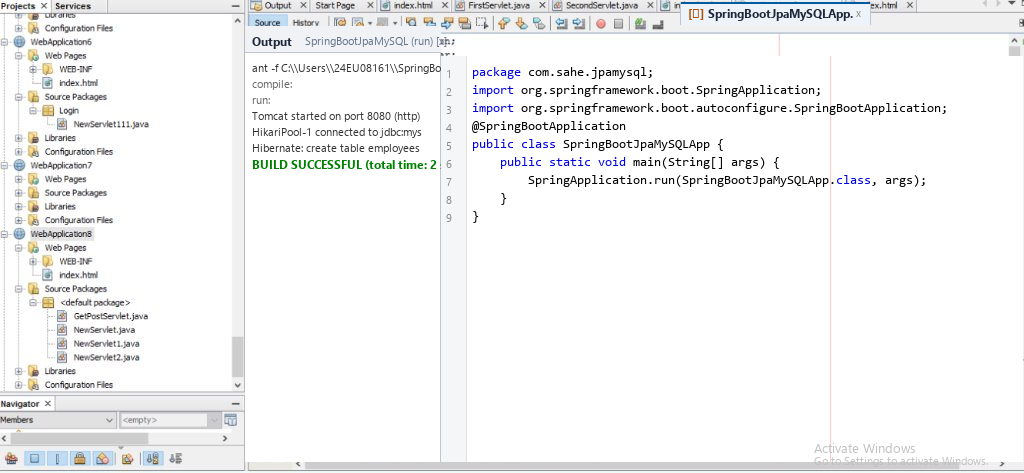 Projects × Services
Libraries
Configuration Files
WebApplication6
Web Pages
WEB-INF
index.html
Source Packages
Login
NewServlet111.java
Libraries
Configuration Files
WebApplication7
Web Pages
Source Packages
Libraries
Configuration Files
WebApplication8
Web Pages
WEB-INF
index.html
Source Packages
<default package>
GetPostServlet.java
NewServlet.java
NewServlet1.java
NewServlet2.java
Libraries
Configuration Files
Navigator ×
Members <empty>
Output × Start Page × index.html × FirstServlet.java × SecondServlet.java × in ex.html ×
[] SpringBootJpaMySQLApp. x
Source History
Output SpringBootJpaMySQL (run) [x]
ant -f C:\\Users\\24EU08161\\SpringBo
compile:
run:
Tomcat started on port 8080 (http)
HikariPool-1 connected to jdbc:mys
Hibernate: create table employees
BUILD SUCCESSFUL (total time: 2
1 package com.sahe.jpamysql;
2 import org.springframework.boot.SpringApplication;
3 import org.springframework.boot.autoconfigure.SpringBootApplication;
4 @SpringBootApplication
5 public class SpringBootJpaMySQLApp {
6 public static void main(String[] args) {
7 SpringApplication.run(SpringBootJpaMySQLApp.class, args);
8 }
9 }
Activate Windows
Go to Settings to activate Windows.